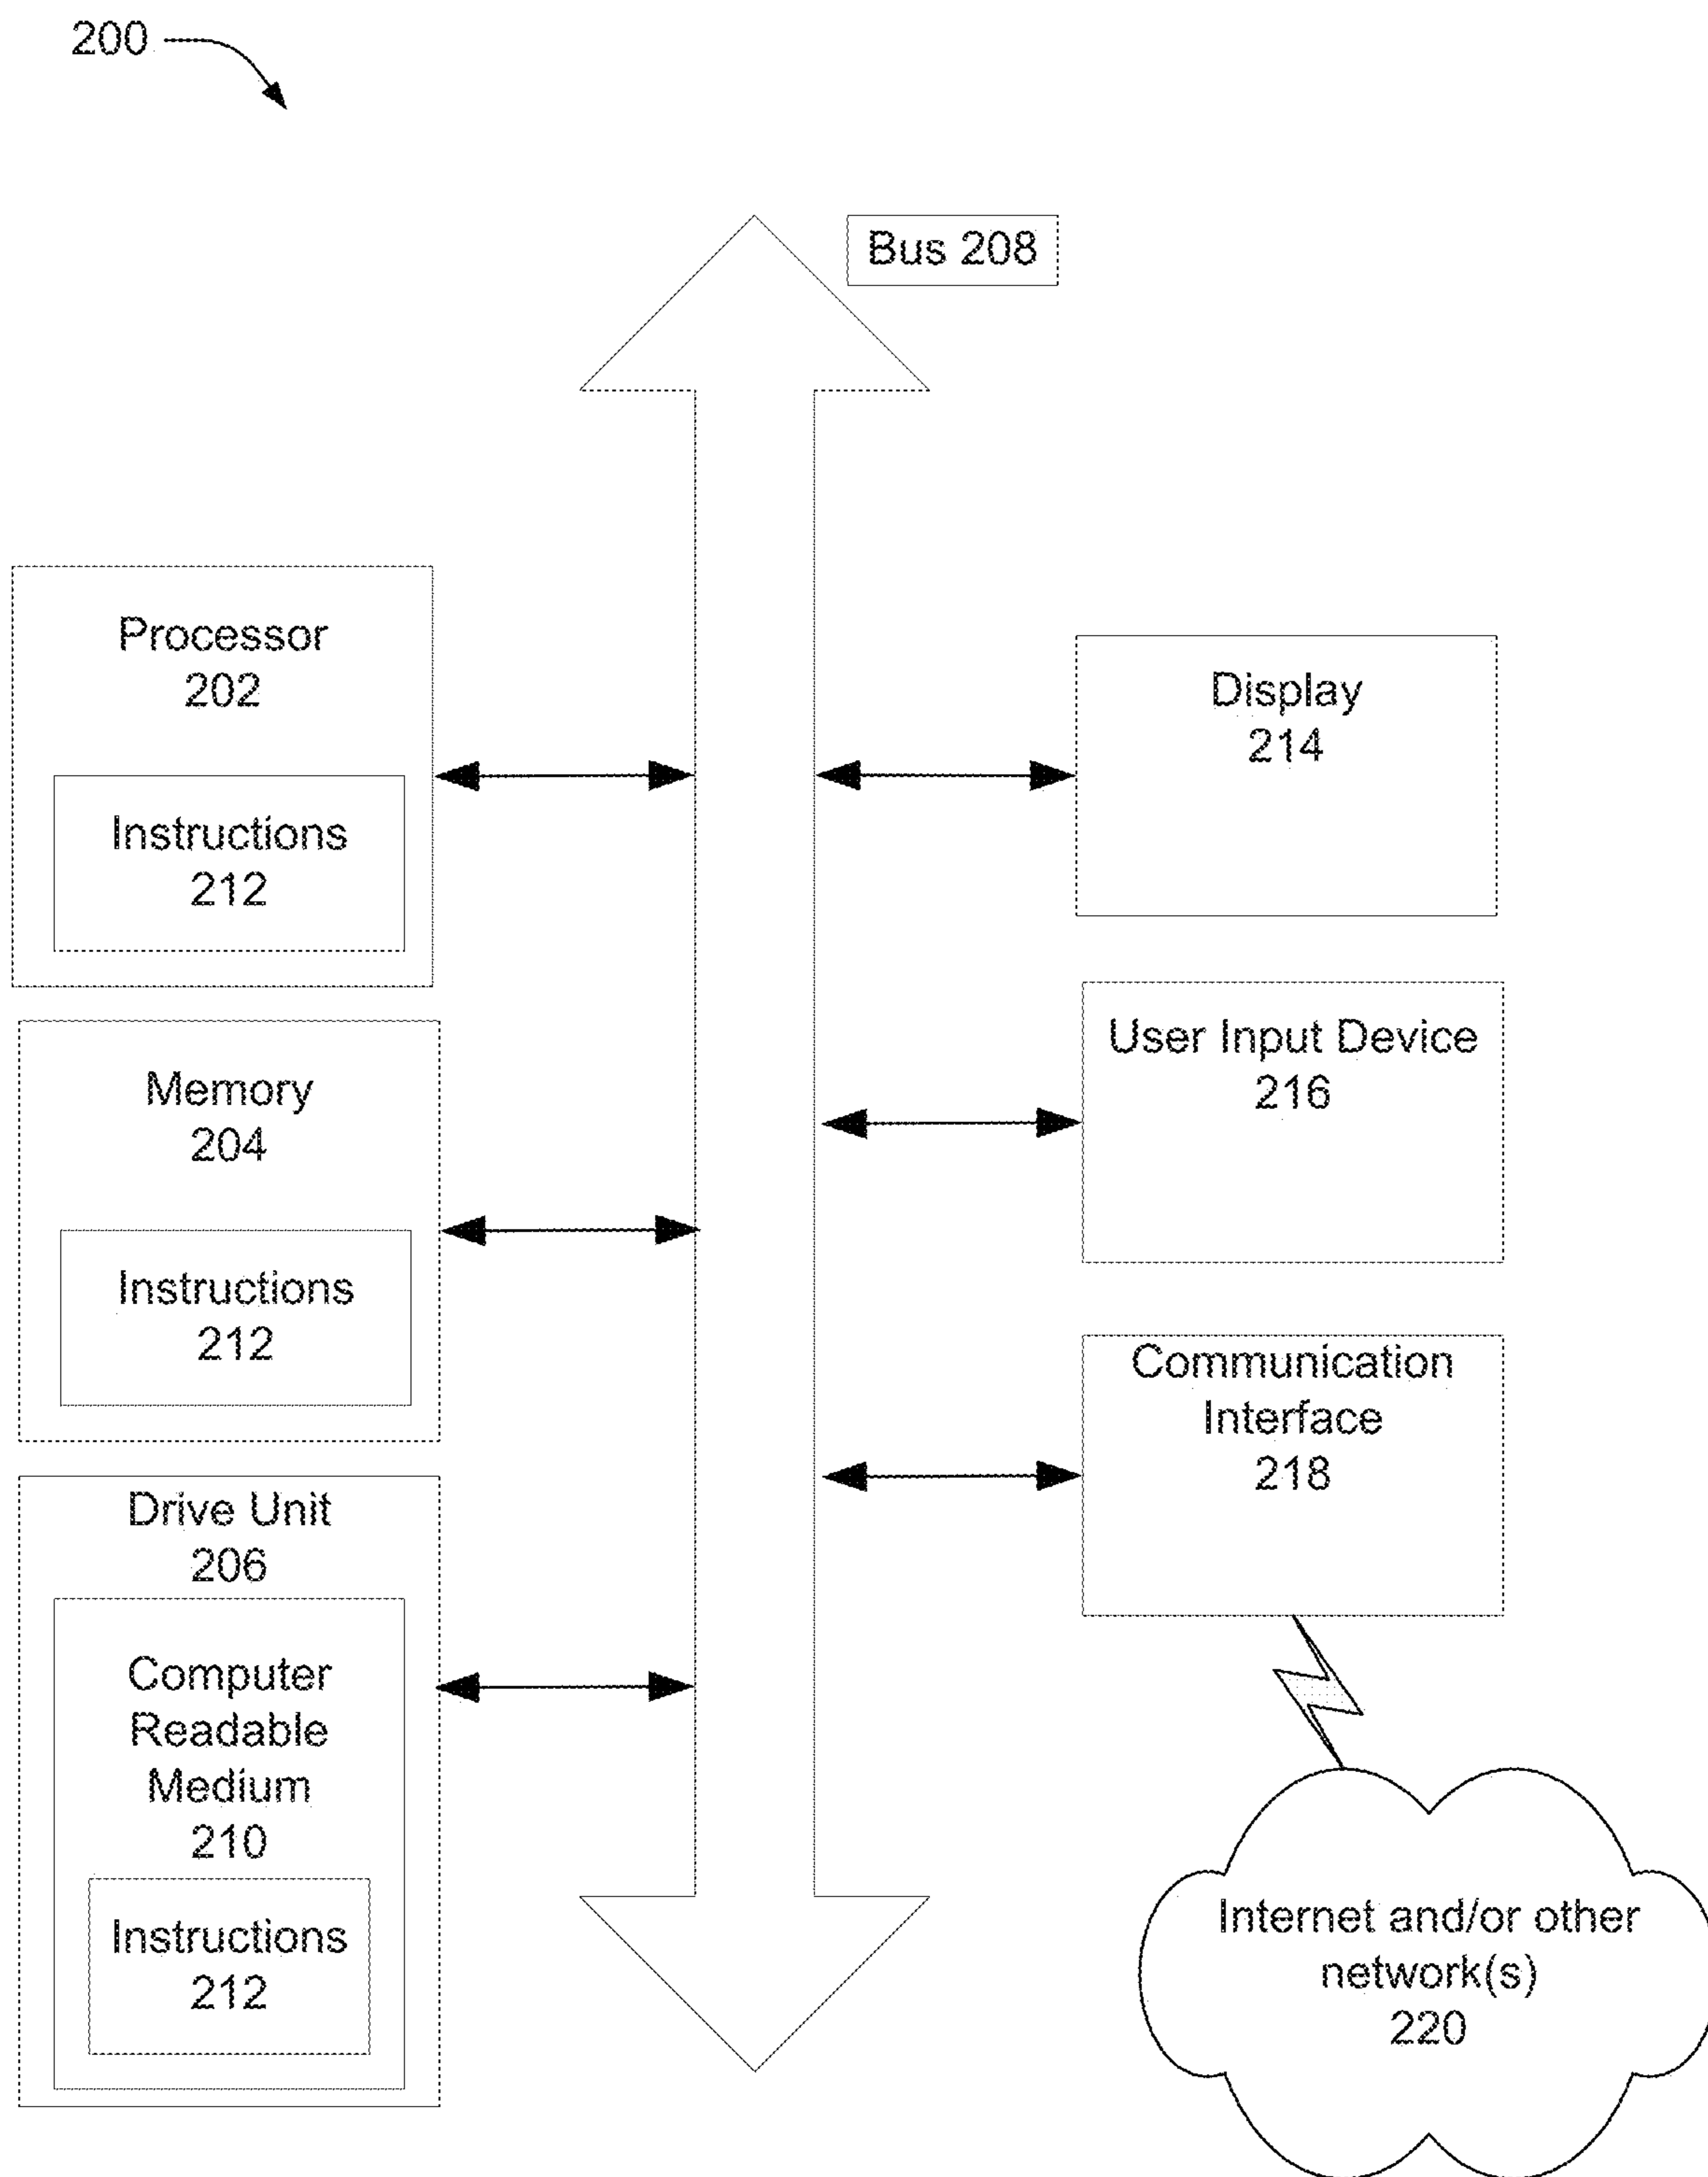 200
Bus 208
Processor
202
Instructions
212
Memory
204
Instructions
212
Drive Unit
206
Computer
Readable
Medium
210
Instructions
212
Display
214
User Input Device
216
Communication
Interface
218
Internet and/or other
network(s)
220